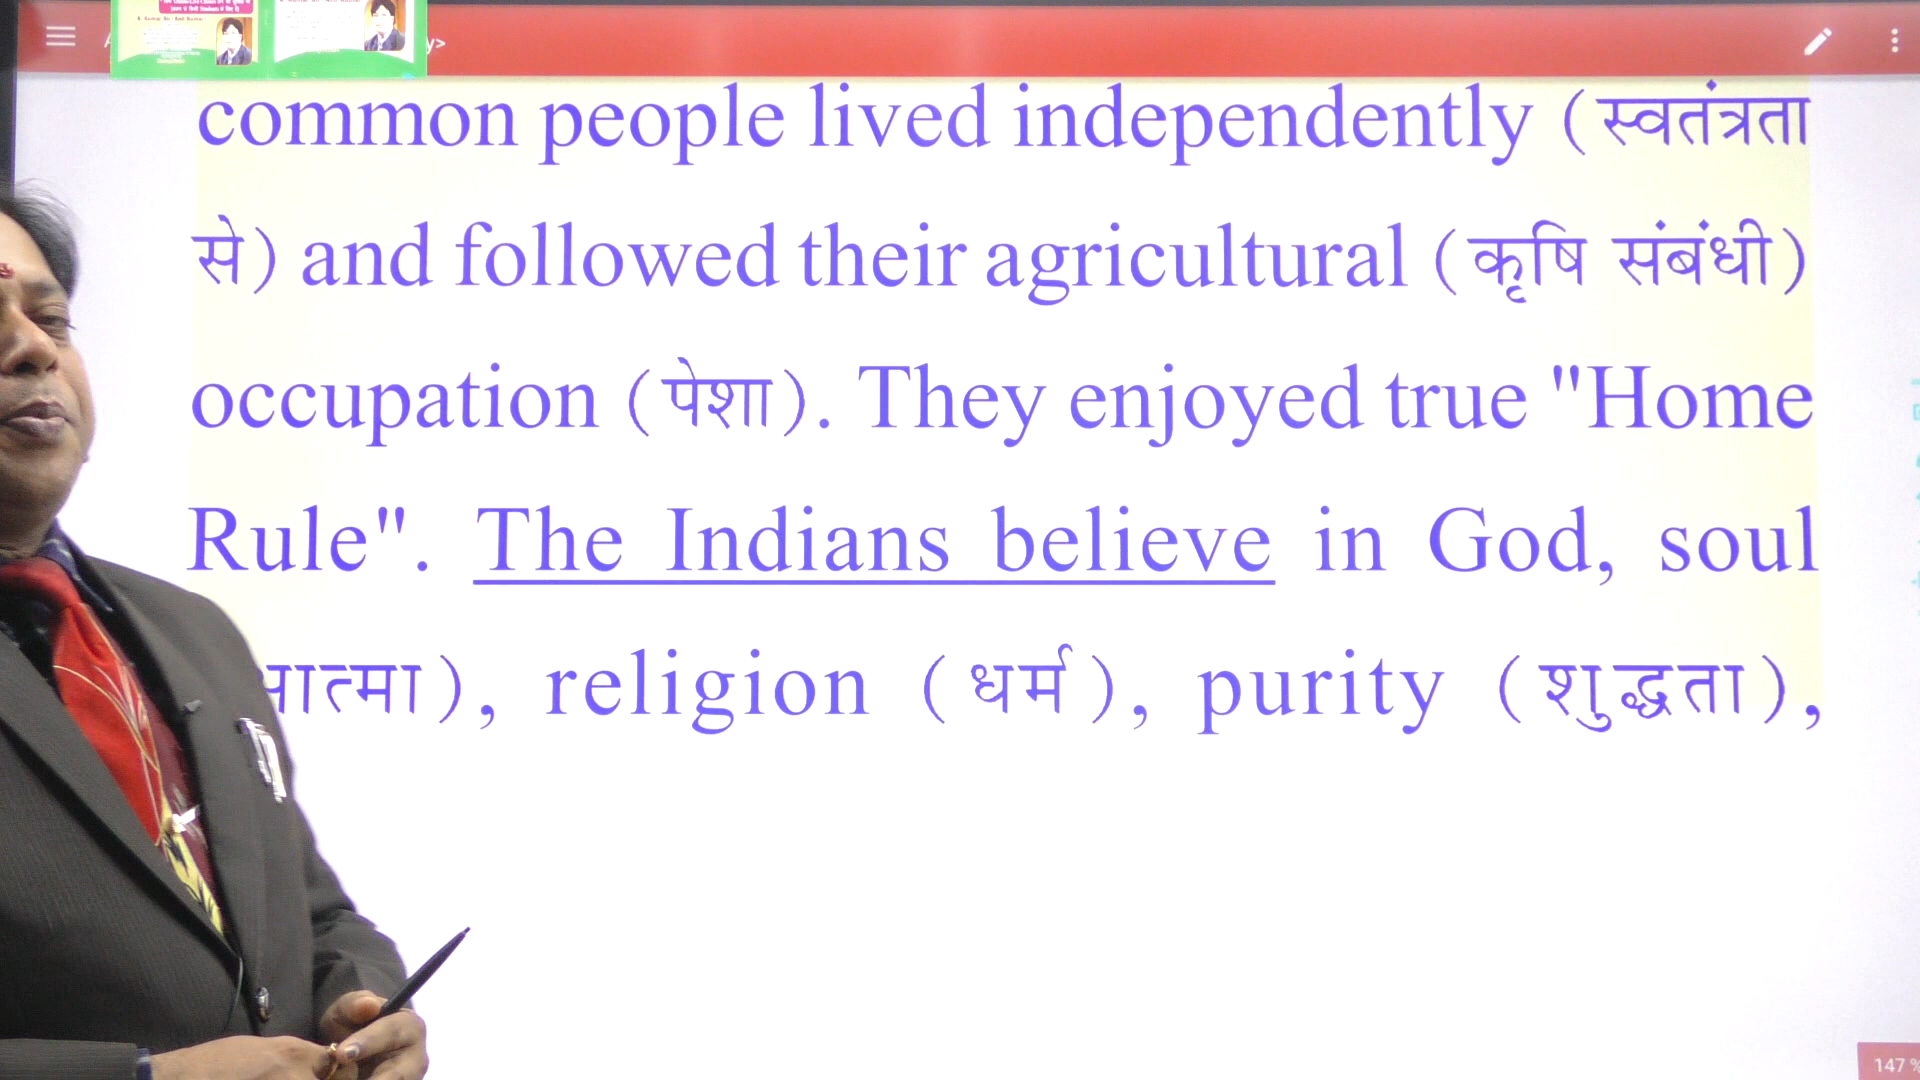 y>
common people lived independently (स्वतंत्रता
से) and followed their agricultural (कृषि संबंधी)
occupation (पेशा). They enjoyed true "Home
Rule". The Indians believe in God, soul
ात्मा), religion (धर्म), purity (शुद्धता),
147 %